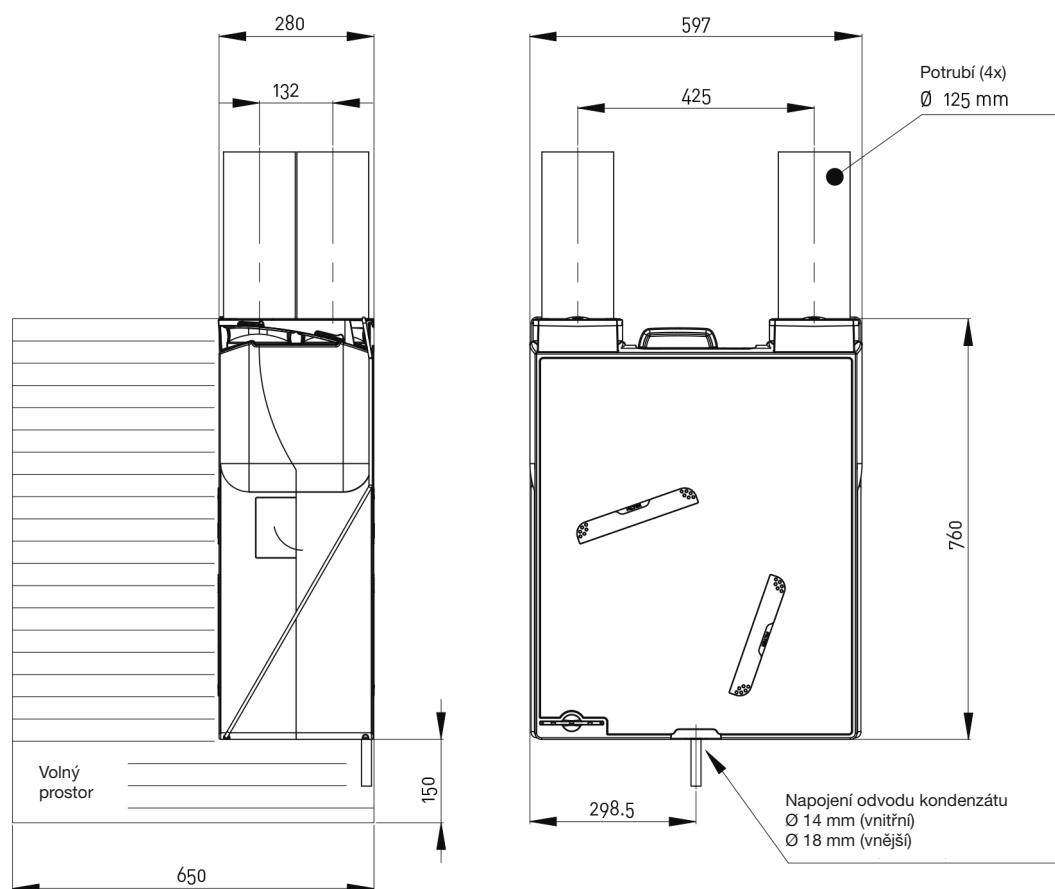 280
597
132
425
Potrubí (4x)
Ø 125 mm
760
Volný
prostor
150
298.5
Napojení odvodu kondenzátu
Ø 14 mm (vnitřní)
Ø 18 mm (vnější)
650